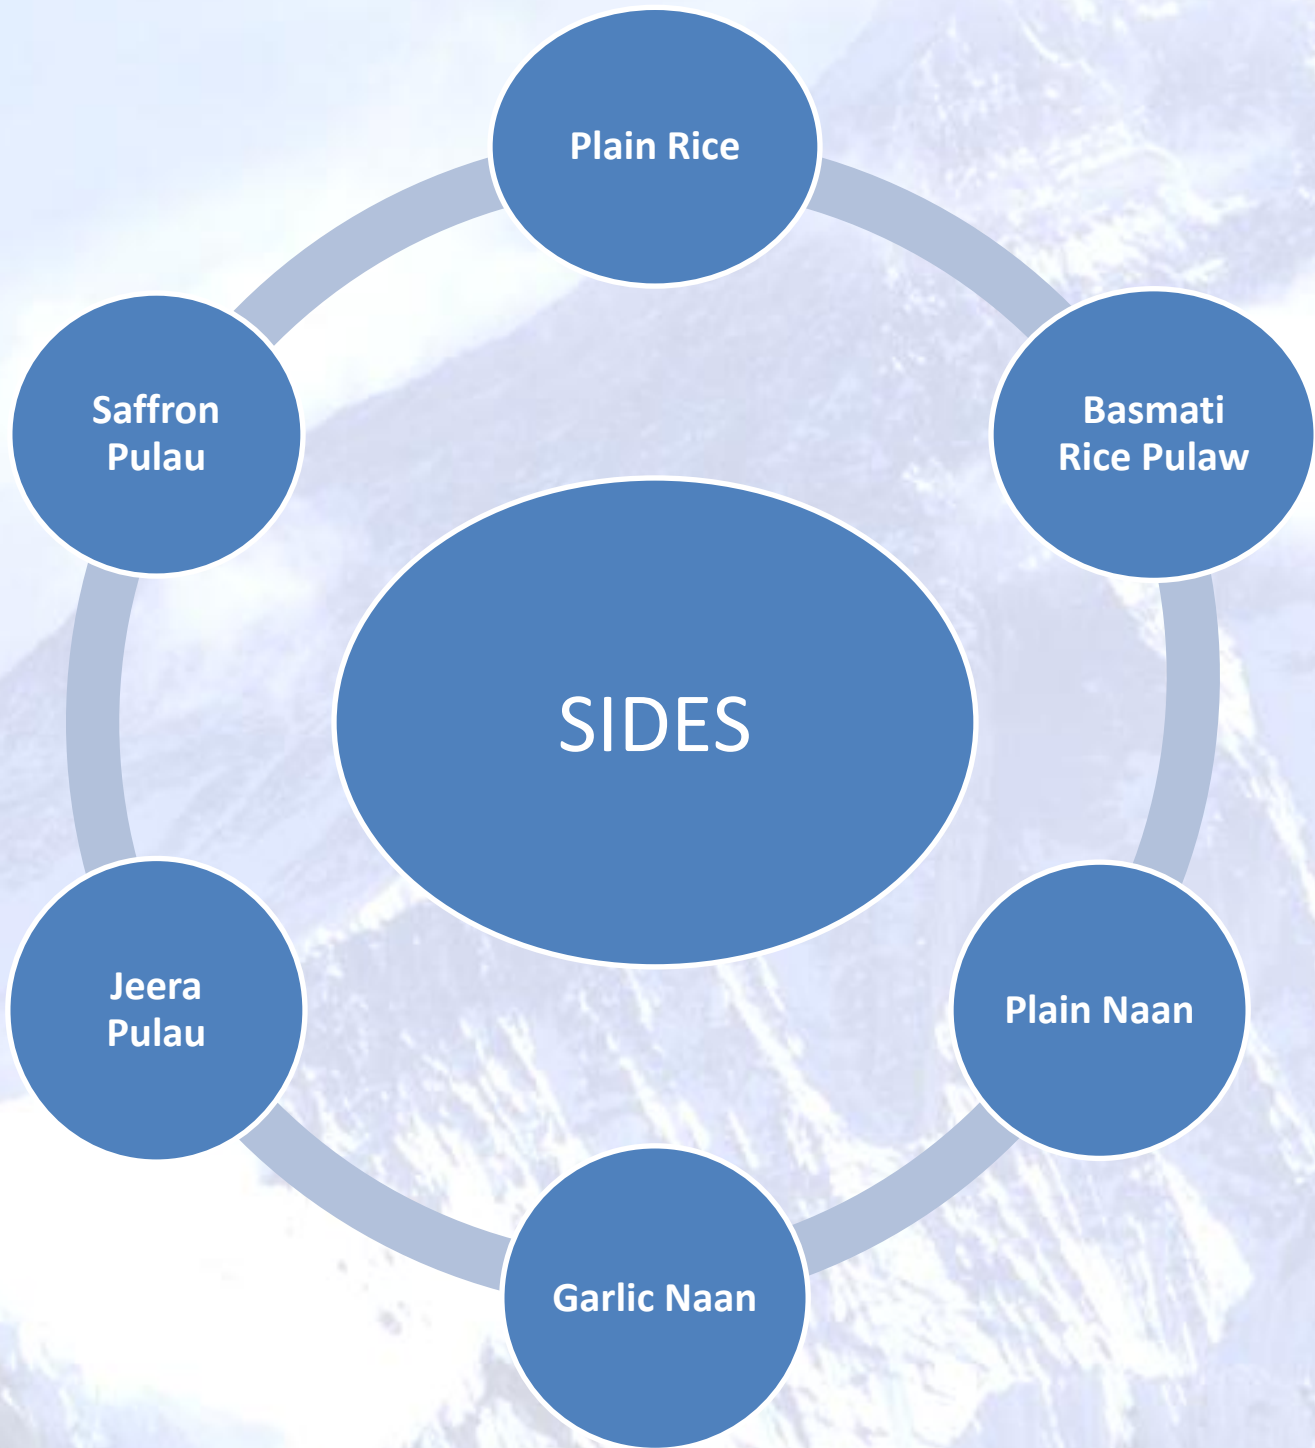 Plain Rice
Saffron
Pulau
Basmati
Rice Pulaw
SIDES
Jeera
Pulau
Plain Naan
Garlic Naan